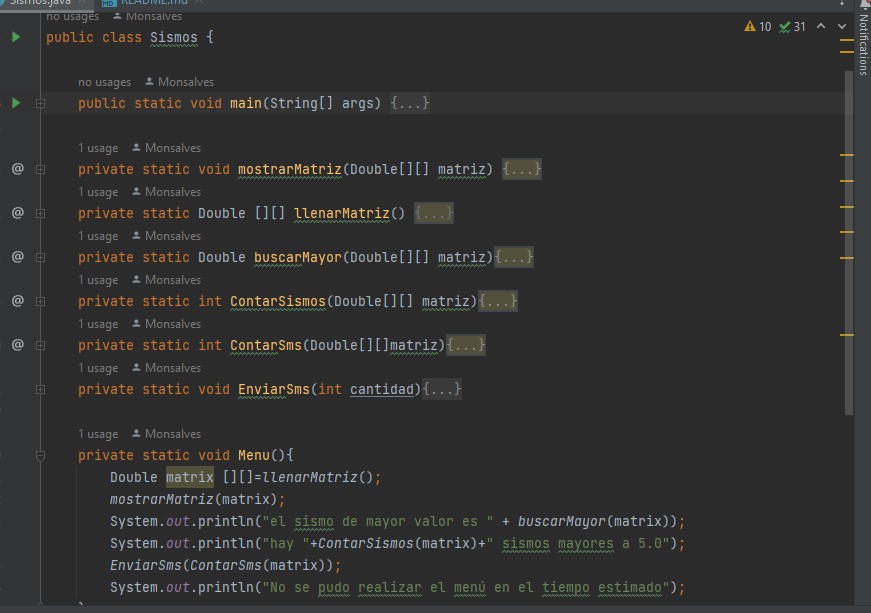 Sismos.java README.md
no usages Monsalves
public class Sismos {
10 31
Notifications
no usages Monsalves
public static void main(String[] args) {...}
1 usage Monsalves
private static void mostrarMatriz(Double[][] matriz) {...}
1 usage Monsalves
private static Double [][] llenarMatriz() {...}
1 usage Monsalves
private static Double buscarMayor(Double[][] matriz){...}
1 usage Monsalves
private static int ContarSismos(Double[][] matriz){...}
1 usage Monsalves
private static int ContarSms(Double[][]matriz){...}
1 usage Monsalves
private static void EnviarSms(int cantidad){...}
1 usage Monsalves
private static void Menu(){
Double matrix [][]=llenarMatriz();
mostrarMatriz(matrix);
System.out.println("el sismo de mayor valor es " + buscarMayor(matrix));
System.out.println("hay "+ContarSismos(matrix)+" sismos mayores a 5.0");
EnviarSms(ContarSms(matrix));
System.out.println("No se pudo realizar el menú en el tiempo estimado");
}